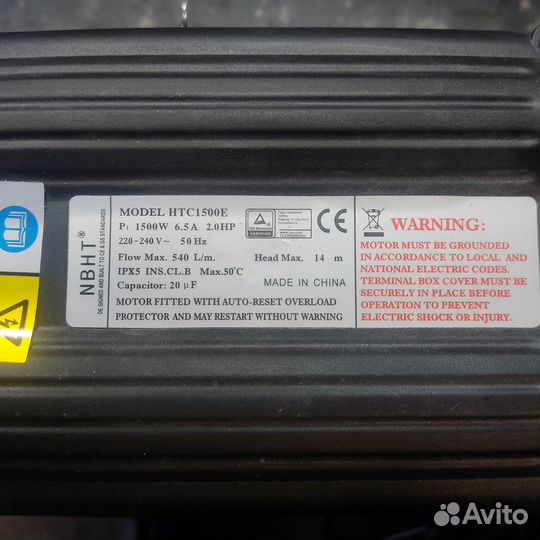 NBHT®
DE SIGNED AND BUILT TO CE & GS STANDARDS
MODEL HTC1500E
P1 1500W 6.5A 2.0HP
220-240V~ 50Hz
Flow Max. 540 L/m. Head Max. 14 m
IPX5 INS.CL.B Max.50℃
Capacitor: 20 μF MADE IN CHINA
MOTOR FITTED WITH AUTO-RESET OVERLOAD
PROTECTOR AND MAY RESTART WITHOUT WARNING
CE
WARNING:
MOTOR MUST BE GROUNDED
IN ACCORDANCE TO LOCAL AND
NATIONAL ELECTRIC CODES.
TERMINAL BOX COVER MUST BE
SECURELY IN PLACE BEFORE
OPERATION TO PREVENT
ELECTRIC SHOCK OR INJURY.
Avito